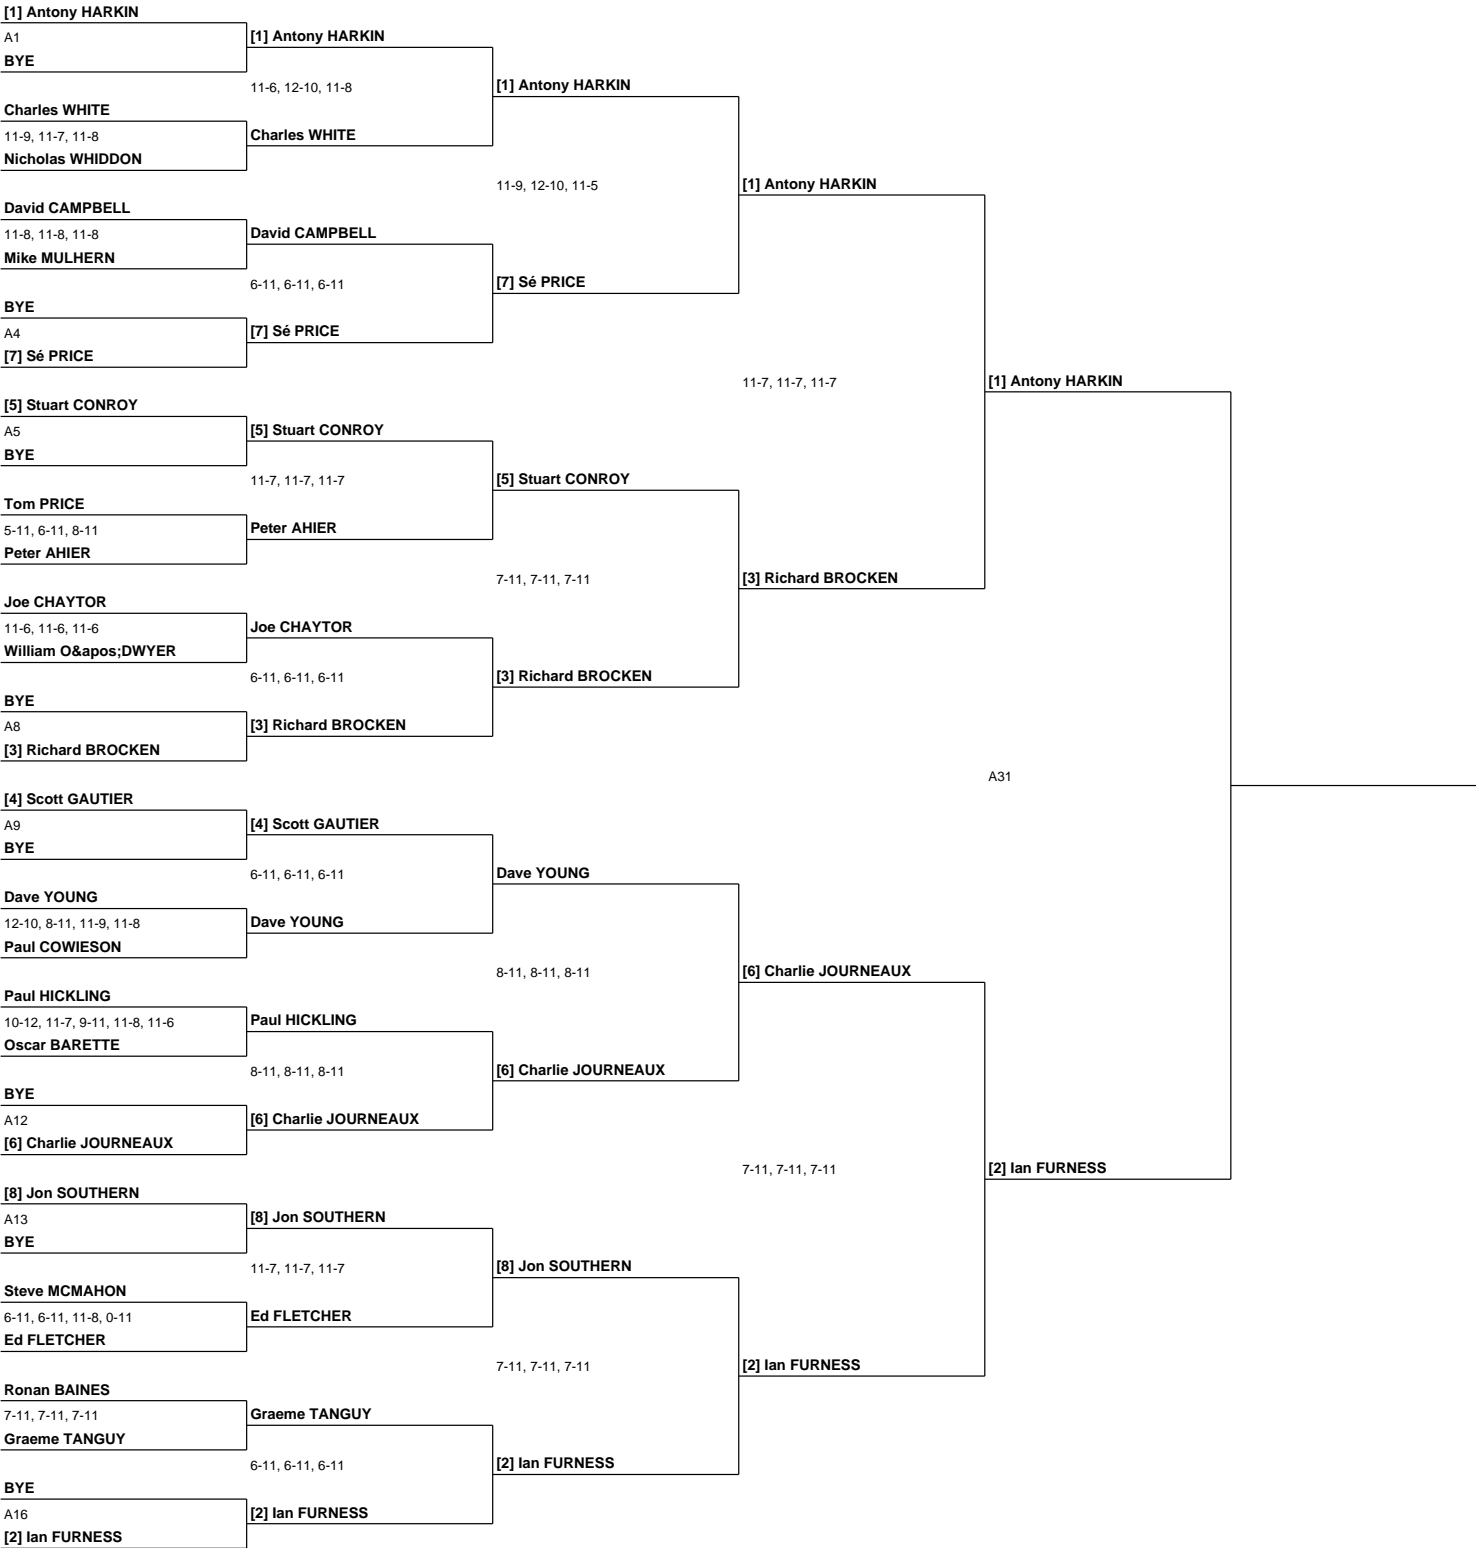 [1] Antony HARKIN
A1
BYE
Charles WHITE
11-9, 11-7, 11-8
Nicholas WHIDDON
David CAMPBELL
11-8, 11-8, 11-8
Mike MULHERN
BYE
A4
[7] Sé PRICE
[5] Stuart CONROY
A5
BYE
Tom PRICE
5-11, 6-11, 8-11
Peter AHIER
Joe CHAYTOR
11-6, 11-6, 11-6
William O&apos;DWYER
BYE
A8
[3] Richard BROCKEN
[4] Scott GAUTIER
A9
BYE
Dave YOUNG
12-10, 8-11, 11-9, 11-8
Paul COWIESON
Paul HICKLING
10-12, 11-7, 9-11, 11-8, 11-6
Oscar BARETTE
BYE
A12
[6] Charlie JOURNEAUX
[8] Jon SOUTHERN
A13
BYE
Steve MCMAHON
6-11, 6-11, 11-8, 0-11
Ed FLETCHER
Ronan BAINES
7-11, 7-11, 7-11
Graeme TANGUY
BYE
A16
[2] Ian FURNESS
[1] Antony HARKIN
11-6, 12-10, 11-8
Charles WHITE
David CAMPBELL
6-11, 6-11, 6-11
[7] Sé PRICE
[5] Stuart CONROY
11-7, 11-7, 11-7
Peter AHIER
Joe CHAYTOR
6-11, 6-11, 6-11
[3] Richard BROCKEN
[4] Scott GAUTIER
6-11, 6-11, 6-11
Dave YOUNG
Paul HICKLING
8-11, 8-11, 8-11
[6] Charlie JOURNEAUX
[8] Jon SOUTHERN
11-7, 11-7, 11-7
Ed FLETCHER
Graeme TANGUY
6-11, 6-11, 6-11
[2] Ian FURNESS
[1] Antony HARKIN
11-9, 12-10, 11-5
[7] Sé PRICE
[5] Stuart CONROY
7-11, 7-11, 7-11
[3] Richard BROCKEN
Dave YOUNG
8-11, 8-11, 8-11
[6] Charlie JOURNEAUX
[8] Jon SOUTHERN
7-11, 7-11, 7-11
[2] Ian FURNESS
[1] Antony HARKIN
11-7, 11-7, 11-7
[3] Richard BROCKEN
[6] Charlie JOURNEAUX
7-11, 7-11, 7-11
[2] Ian FURNESS
[1] Antony HARKIN
A31
[2] Ian FURNESS